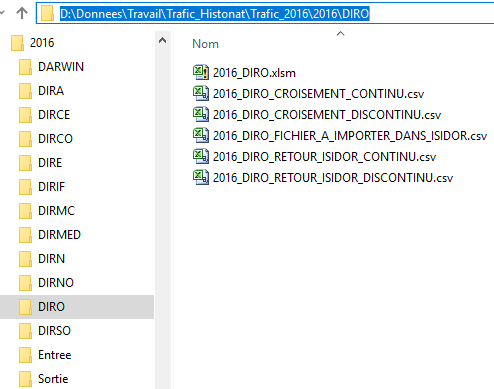 D:\Donnees\Travail\Trafic_Histonat\Trafic_2016\2016\DIRO
2016
DARWIN
DIRA
DIRCE
DIRCO
DIRE
DIRIF
DIRMC
DIRMED
DIRN
DIRNO
DIRO
DIRSO
Entree
Sortie
Nom
2016_DIRO.xlsm
2016_DIRO_CROISEMENT_CONTINU.csv
2016_DIRO_CROISEMENT_DISCONTINU.csv
2016_DIRO_FICHIER_A_IMPORTER_DANS_ISIDOR.csv
2016_DIRO_RETOUR_ISIDOR_CONTINU.csv
2016_DIRO_RETOUR_ISIDOR_DISCONTINU.csv